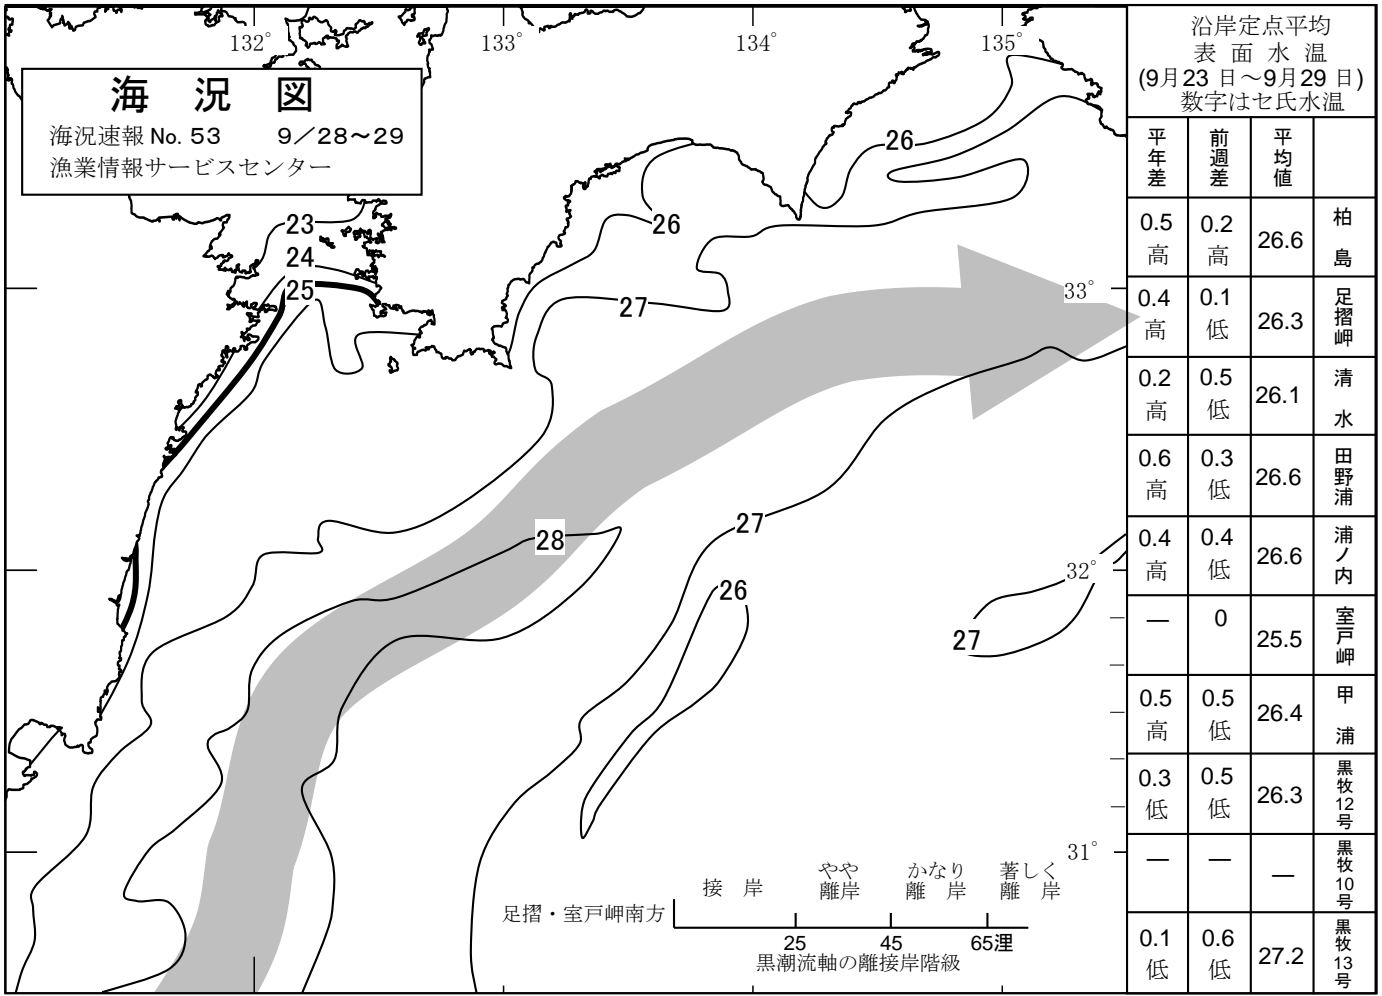 132°
133°
134°
135°
海 況 図
海況速報 No. 53 9/28~29
漁業情報サービスセンター
26
23
24
25
26
27
33°
28
27
26
27
32°
31°
接 岸
やや
離岸
かなり
離 岸
著しく
離 岸
足摺・室戸岬南方
25 45 65浬
黒潮流軸の離接岸階級
沿岸定点平均
表 面 水 温
(9月23 日~9月29 日)
数字はセ氏水温
平年差 前週差 平均値
0.5高 0.2高 26.6 柏島
0.4高 0.1低 26.3 足摺岬
0.2高 0.5低 26.1 清水
0.6高 0.3低 26.6 田野浦
0.4高 0.4低 26.6 浦ノ内
― 0 25.5 室戸岬
0.5高 0.5低 26.4 甲浦
0.3低 0.5低 26.3 黒牧12号
― ― ― 黒牧10号
0.1低 0.6低 27.2 黒牧13号